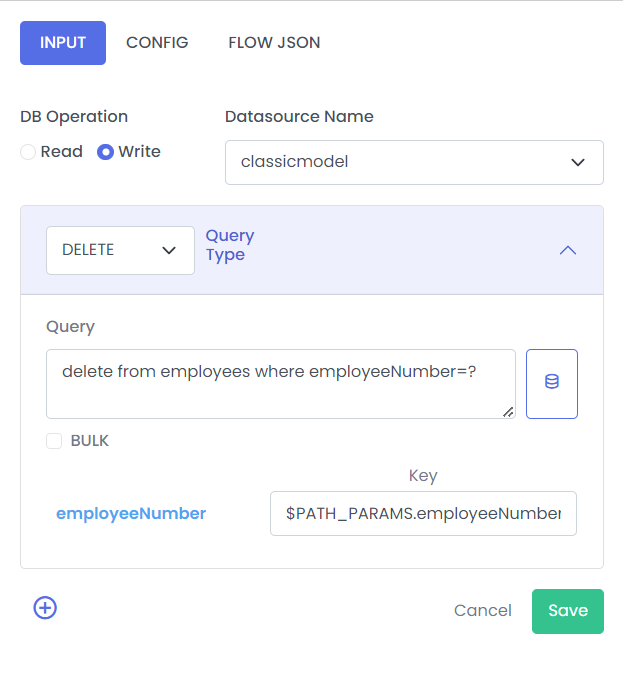 INPUT CONFIG FLOW JSON
DB Operation Datasource Name
Read Write
classicmodel
DELETE
Query
Type
Query
delete from employees where employeeNumber=?
BULK
Key
employeeNumber $PATH_PARAMS.employeeNumber
Cancel Save